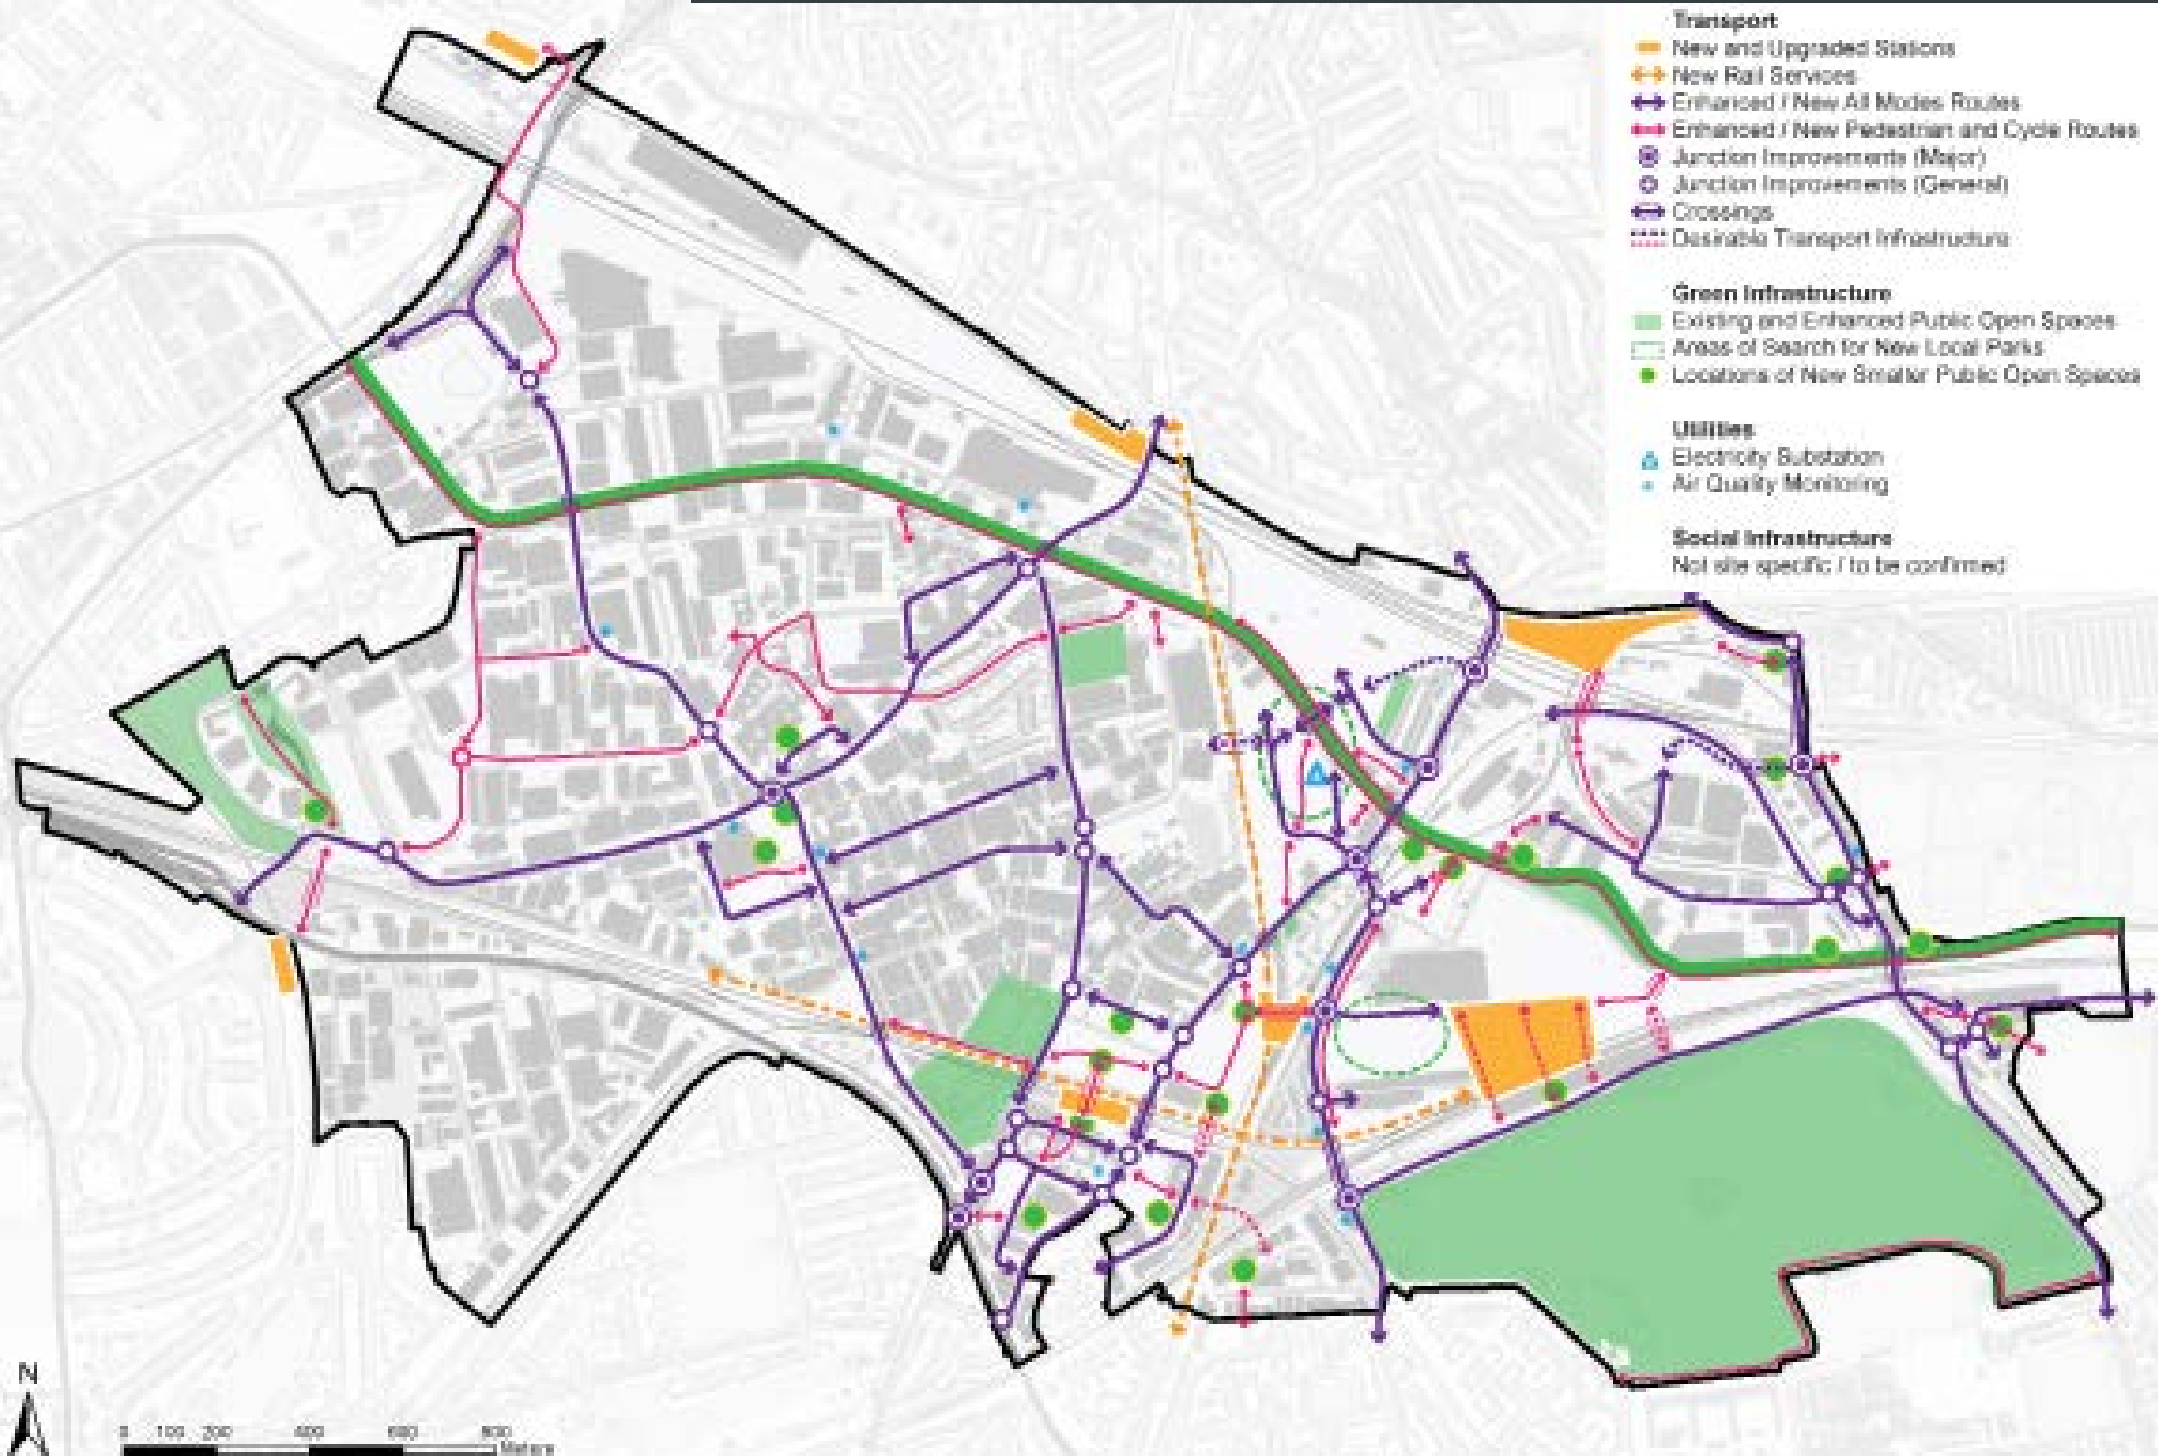 Transport
New and Upgraded Stations
New Rail Services
Enhanced / New All Modes Routes
Enhanced / New Pedestrian and Cycle Routes
Junction Improvements (Major)
Junction Improvements (General)
Crossings
Desirable Transport Infrastructure
Green Infrastructure
Existing and Enhanced Public Open Spaces
Areas of Search for New Local Parks
Locations of New Smaller Public Open Spaces
Utilities
Electricity Substation
Air Quality Monitoring
Social Infrastructure
Not site specific / to be confirmed
N
0 100 200 400 600 800
Meters